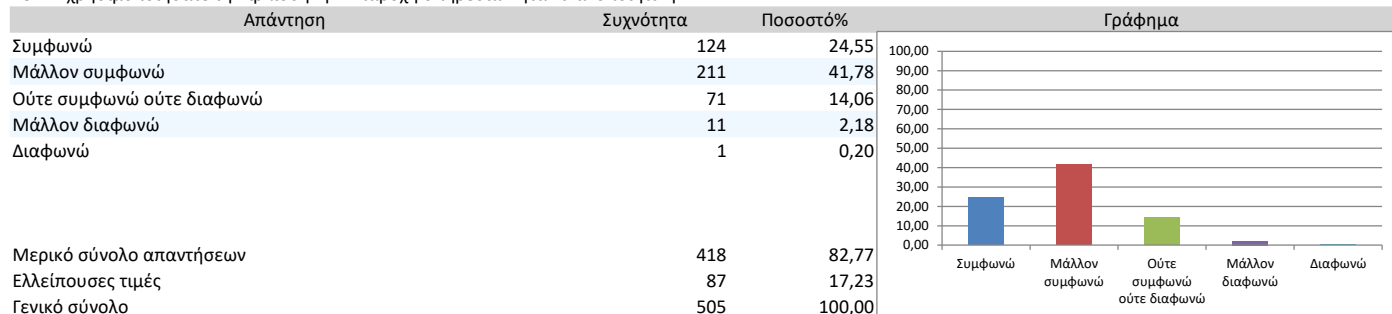 Απάντηση Συχνότητα Ποσοστό% Γράφημα
Συμφωνώ 124 24,55
Μάλλον συμφωνώ 211 41,78
Ούτε συμφωνώ ούτε διαφωνώ 71 14,06
Μάλλον διαφωνώ 11 2,18
Διαφωνώ 1 0,20
Μερικό σύνολο απαντήσεων 418 82,77
Ελλείπουσες τιμές 87 17,23
Γενικό σύνολο 505 100,00
100,00
90,00
80,00
70,00
60,00
50,00
40,00
30,00
20,00
10,00
0,00
Συμφωνώ Μάλλον Ούτε Μάλλον Διαφωνώ
συμφωνώ συμφωνώ διαφωνώ
ούτε διαφωνώ